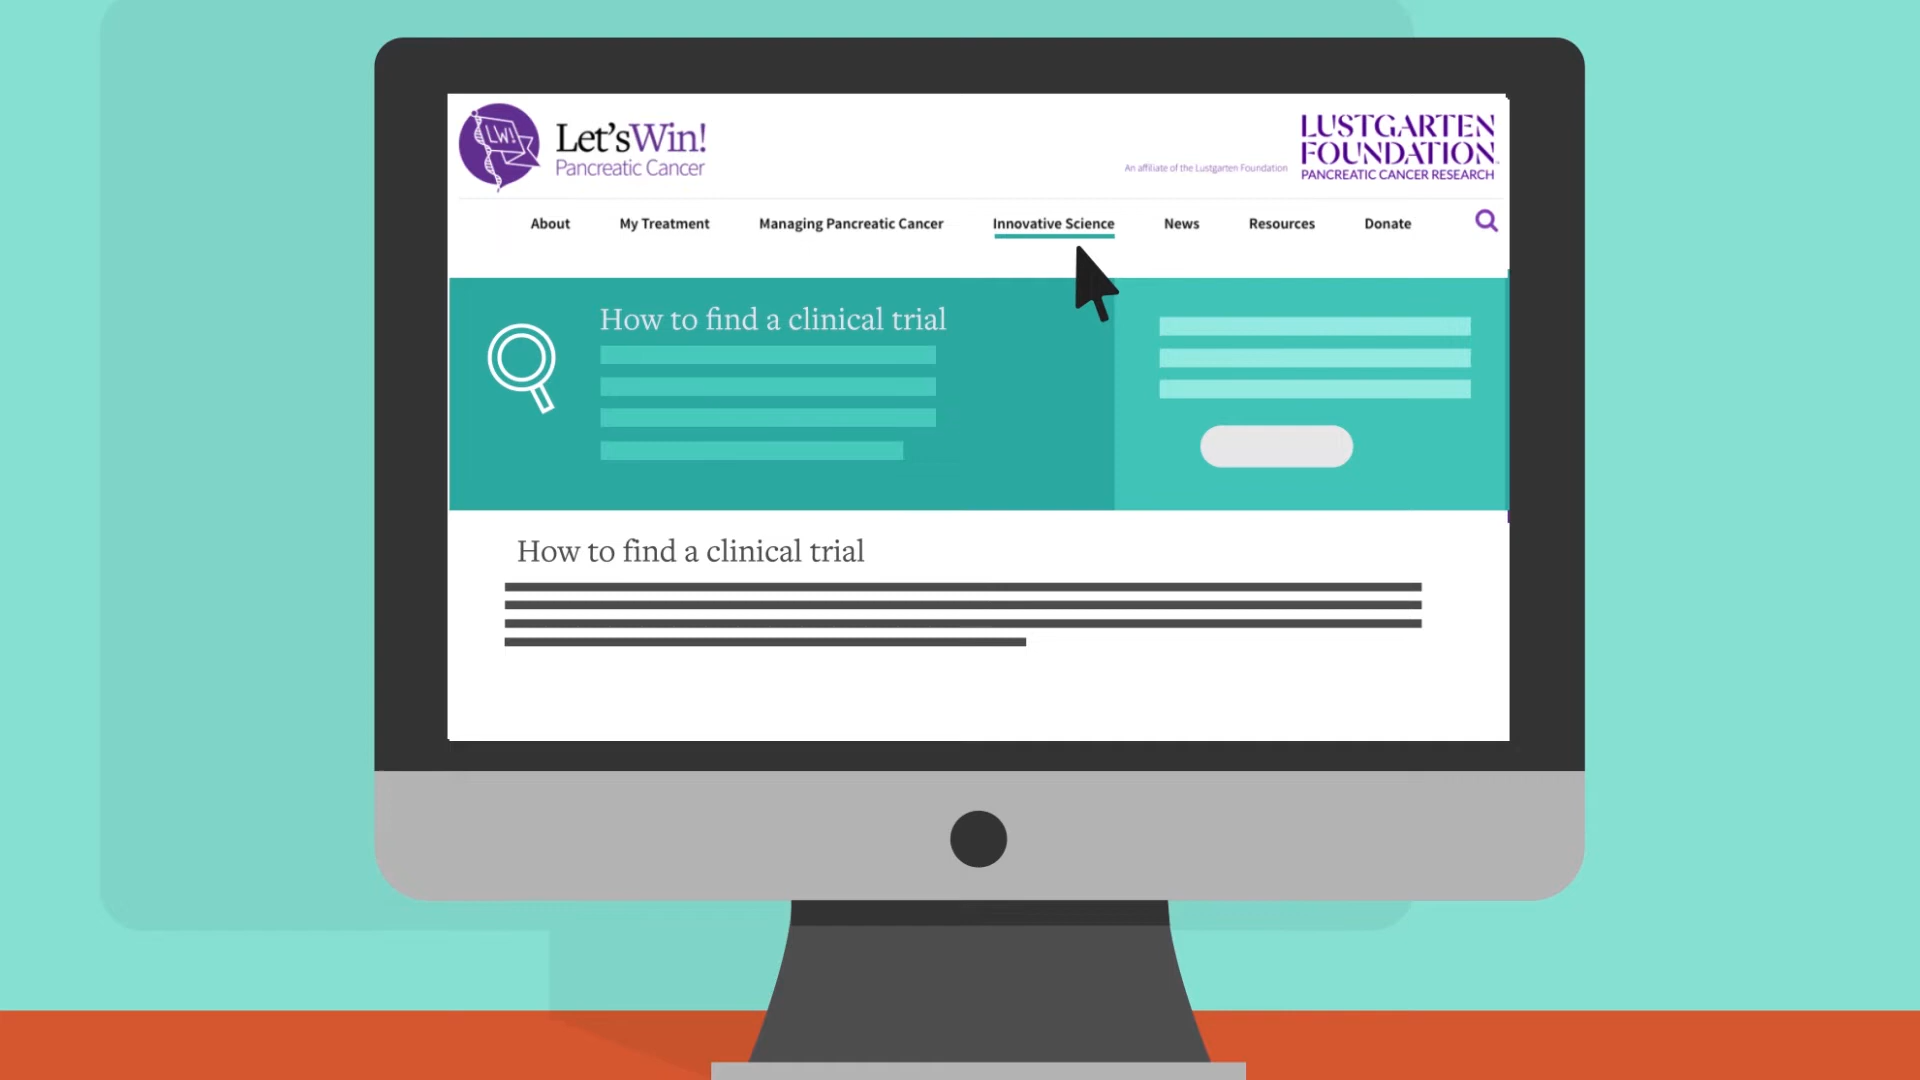 LW!
Let'sWin!
Pancreatic Cancer
An affiliate of the Lustgarten Foundation
LUSTGARTEN
FOUNDATION
PANCREATIC CANCER RESEARCH
About My Treatment Managing Pancreatic Cancer Innovative Science News Resources Donate
How to find a clinical trial
How to find a clinical trial